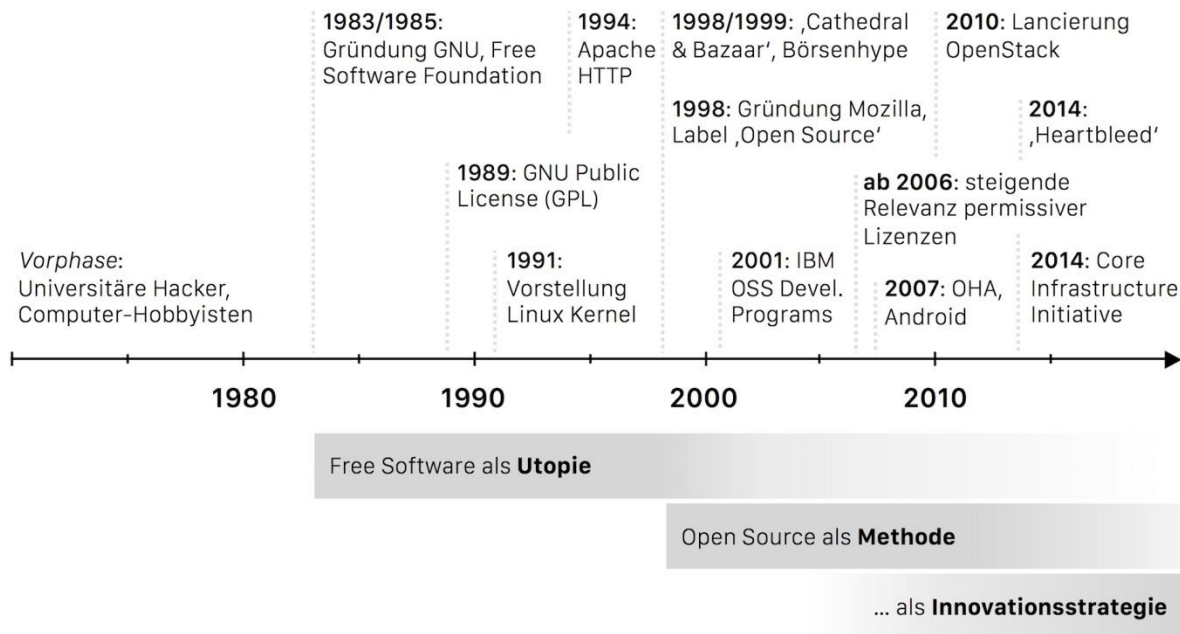 1983/1985:
Gründung GNU, Free
Software Foundation
1994:
Apache
HTTP
1998/1999: ‚Cathedral
& Bazaar‘, Börsenhype
2010: Lancierung
OpenStack
1998: Gründung Mozilla,
Label ‚Open Source‘
2014:
‚Heartbleed‘
1989: GNU Public
License (GPL)
ab 2006: steigende
Relevanz permissiver
Lizenzen
Vorphase:
Universitäre Hacker,
Computer-Hobbyisten
1991:
Vorstellung
Linux Kernel
2001: IBM
OSS Devel.
Programs
2007: OHA,
Android
2014: Core
Infrastructure
Initiative
1980
1990
2000
2010
Free Software als Utopie
Open Source als Methode
... als Innovationsstrategie